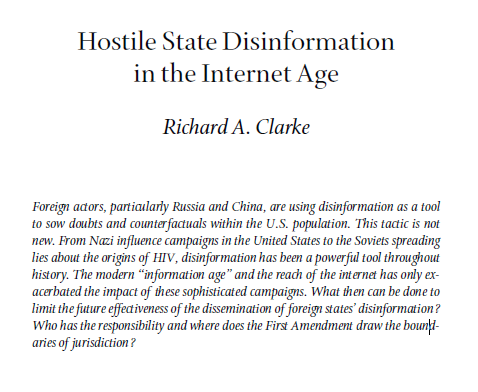 Hostile State Disinformation
in the Internet Age
Richard A. Clarke
Foreign actors, particularly Russia and China, are using disinformation as a tool
to sow doubts and counterfactuals within the U.S. population. This tactic is not
new. From Nazi influence campaigns in the United States to the Soviets spreading
lies about the origins of HIV, disinformation has been a powerful tool throughout
history. The modern “information age” and the reach of the internet has only ex-
acerbated the impact of these sophisticated campaigns. What then can be done to
limit the future effectiveness of the dissemination of foreign states’ disinformation?
Who has the responsibility and where does the First Amendment draw the bound-
aries of jurisdiction?